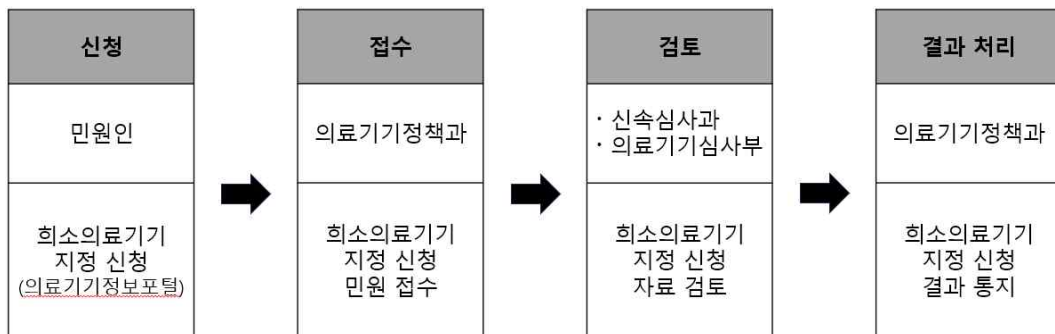 신청
민원인
희소의료기기
지정 신청
(의료기기정보포털)
접수
의료기기정책과
희소의료기기
지정 신청
민원 접수
검토
· 신속심사과
· 의료기기심사부
희소의료기기
지정 신청
자료 검토
결과 처리
의료기기정책과
희소의료기기
지정 신청
결과 통지